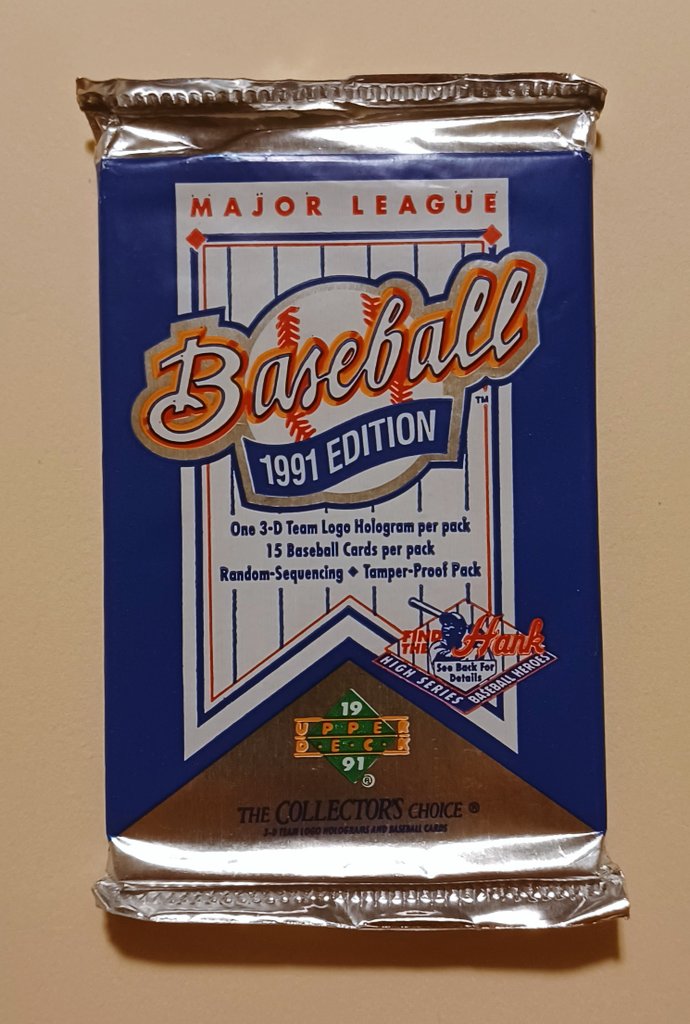 MAJOR LEAGUE
Baseball
TM
1991 EDITION
One 3-D Team Logo Hologram per pack
15 Baseball Cards per pack
Random-Sequencing ◆ Tamper-Proof Pack
FIND THE Hank
See Back For
Details
HIGH SERIES BASEBALL HEROES
19
UPPER
DECK
91
®
THE COLLECTOR'S CHOICE ®
3-D TEAM LOGO HOLOGRAMS AND BASEBALL CARDS